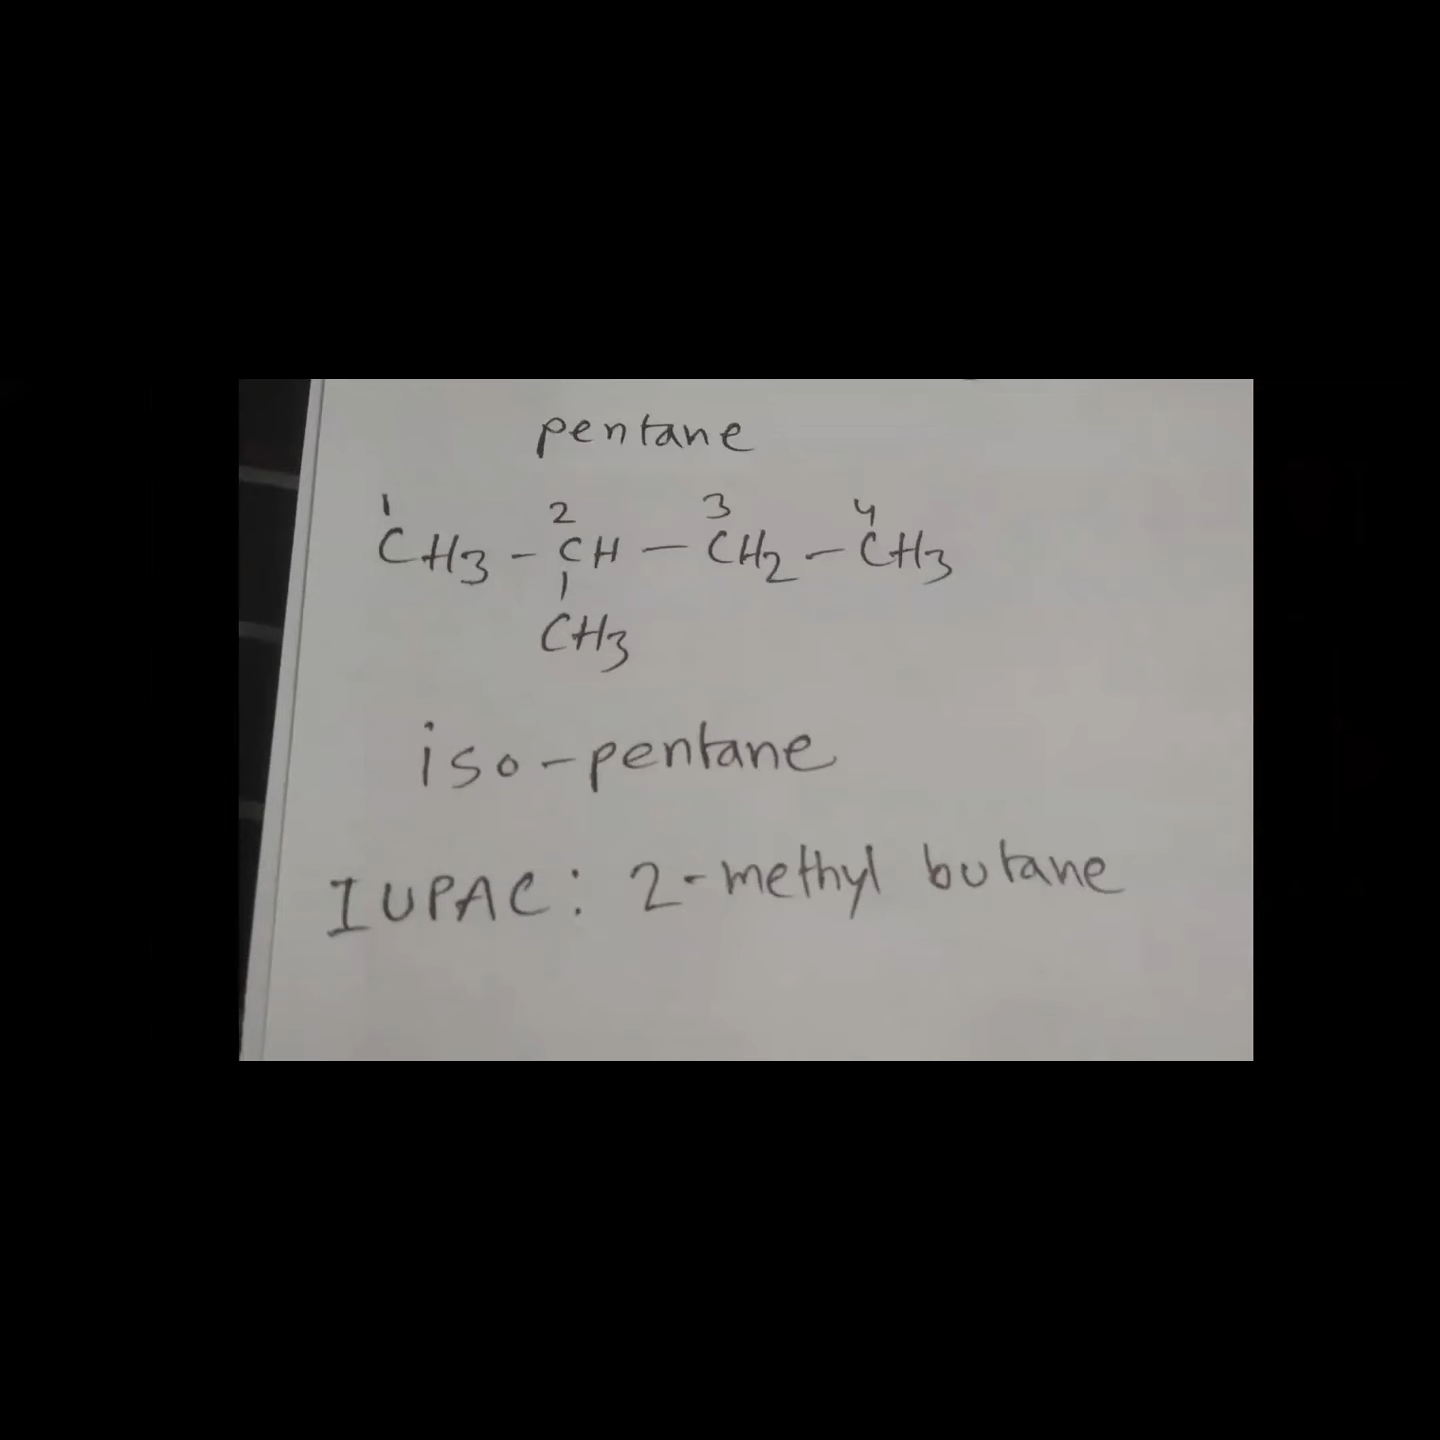 pentane
1 2 3 4
CH3 - CH - CH2 - CH3
CH3
iso-pentane
IUPAC: 2-methyl butane